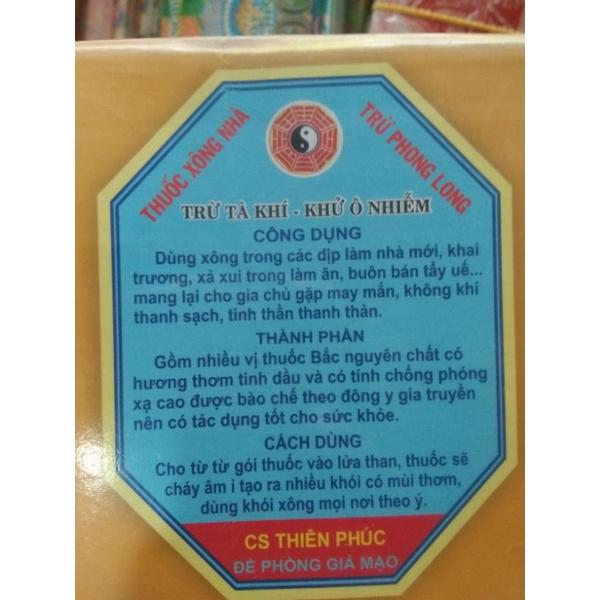 THUỐC XÔNG NHÀ
TRỪ PHONG LONG
TRỪ TÀ KHÍ - KHỬ Ô NHIỄM
CÔNG DỤNG
Dùng xông trong các dịp làm nhà mới, khai
trương, xả xui trong làm ăn, buôn bán tẩy uế...
mang lại cho gia chủ gặp may mắn, không khí
thanh sạch, tinh thần thanh thản.
THÀNH PHẦN
Gồm nhiều vị thuốc Bắc nguyên chất có
hương thơm tinh dầu và có tính chống phóng
xạ cao được bào chế theo đông y gia truyền
nên có tác dụng tốt cho sức khỏe.
CÁCH DÙNG
Cho từ từ gói thuốc vào lửa than, thuốc sẽ
cháy âm ỉ tạo ra nhiều khói có mùi thơm,
dùng khói xông mọi nơi theo ý.
CS THIÊN PHÚC
ĐỀ PHÒNG GIẢ MẠO